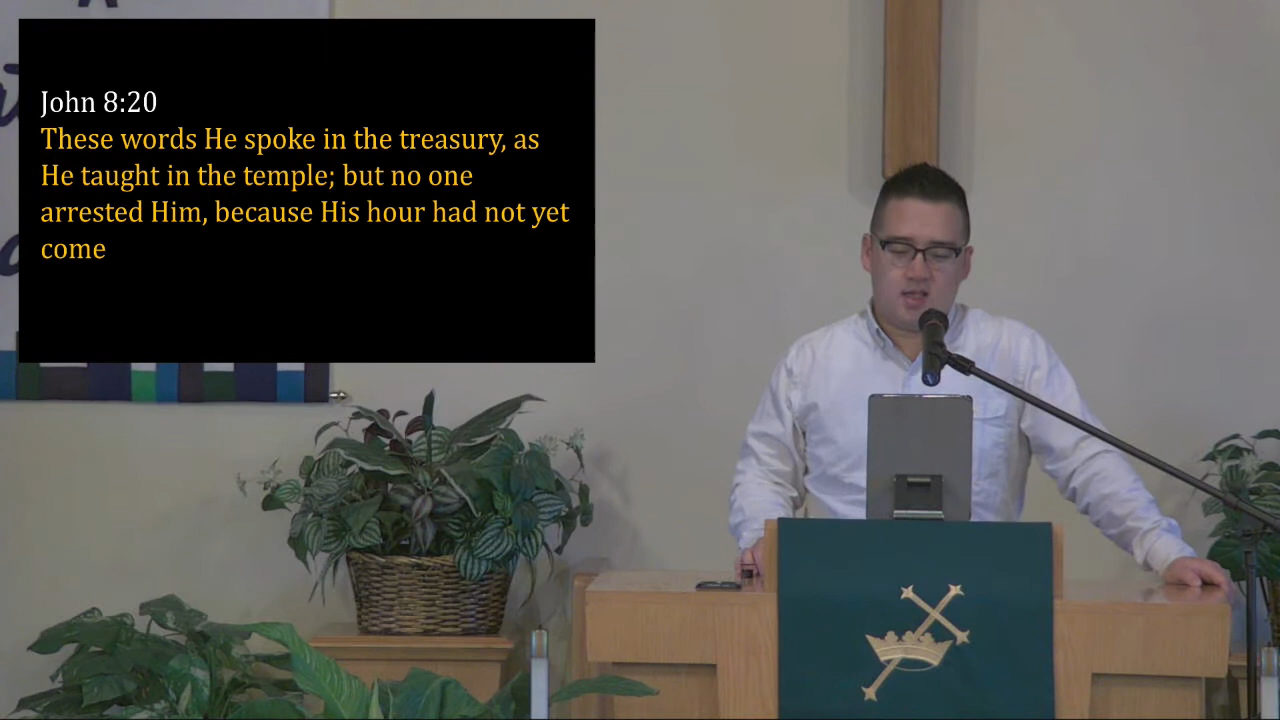 John 8:20
These words He spoke in the treasury, as
He taught in the temple; but no one
arrested Him, because His hour had not yet
come